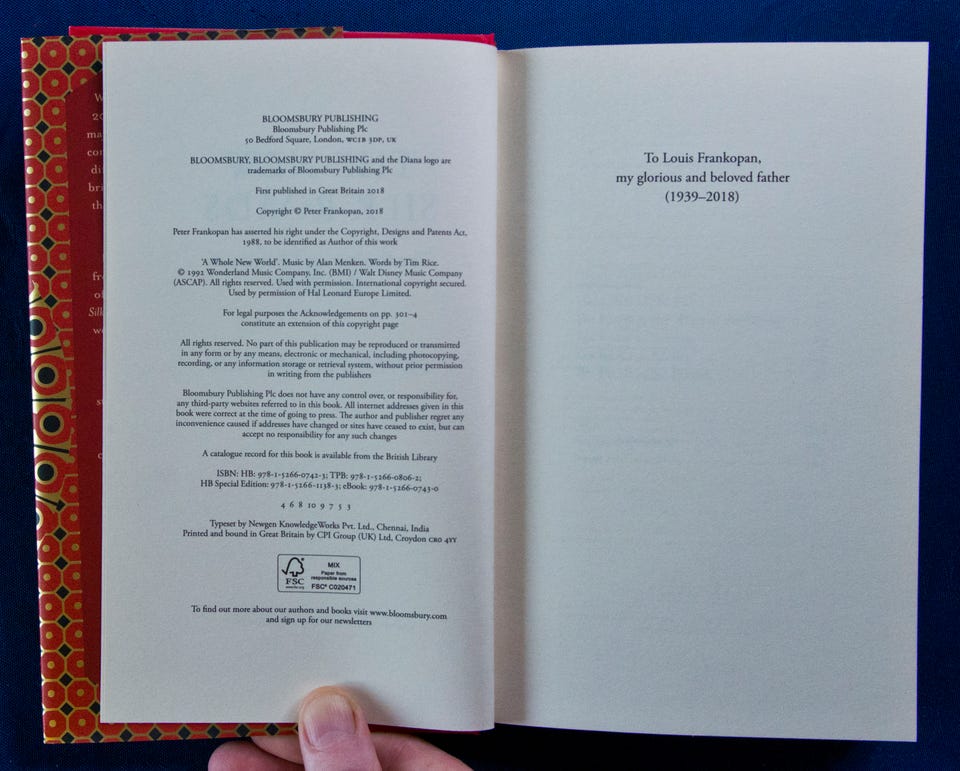 BLOOMSBURY PUBLISHING
Bloomsbury Publishing Plc
50 Bedford Square, London, WC1B 3DP, UK
BLOOMSBURY, BLOOMSBURY PUBLISHING and the Diana logo are
trademarks of Bloomsbury Publishing Plc
First published in Great Britain 2018
Copyright © Peter Frankopan, 2018
Peter Frankopan has asserted his right under the Copyright, Designs and Patents Act,
1988, to be identified as Author of this work
'A Whole New World'. Music by Alan Menken. Words by Tim Rice.
© 1992 Wonderland Music Company, Inc. (BMI) / Walt Disney Music Company
(ASCAP). All rights reserved. Used with permission. International copyright secured.
Used by permission of Hal Leonard Europe Limited.
For legal purposes the Acknowledgements on pp. 301–4
constitute an extension of this copyright page
All rights reserved. No part of this publication may be reproduced or transmitted
in any form or by any means, electronic or mechanical, including photocopying,
recording, or any information storage or retrieval system, without prior permission
in writing from the publishers
Bloomsbury Publishing Plc does not have any control over, or responsibility for,
any third-party websites referred to in this book. All internet addresses given in this
book were correct at the time of going to press. The author and publisher regret any
inconvenience caused if addresses have changed or sites have ceased to exist, but can
accept no responsibility for any such changes
A catalogue record for this book is available from the British Library
ISBN: HB: 978-1-5266-0742-3; TPB: 978-1-5266-0806-2;
HB Special Edition: 978-1-5266-1138-3; eBook: 978-1-5266-0743-0
4 6 8 10 9 7 5 3
Typeset by Newgen KnowledgeWorks Pvt. Ltd., Chennai, India
Printed and bound in Great Britain by CPI Group (UK) Ltd, Croydon CR0 4YY
FSC
www.fsc.org
MIX
Paper from
responsible sources
FSC® C020471
To find out more about our authors and books visit www.bloomsbury.com
and sign up for our newsletters
To Louis Frankopan,
my glorious and beloved father
(1939–2018)